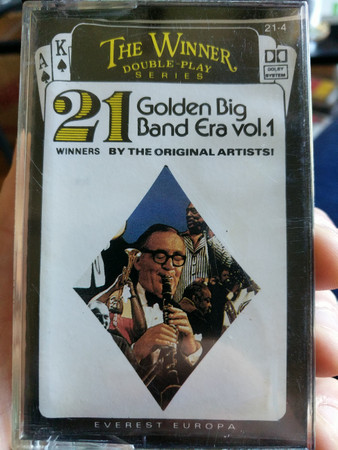 21-4
A K
THE WINNER
DOUBLE-PLAY
SERIES
DOLBY
SYSTEM
21 Golden Big
Band Era vol.1
WINNERS BY THE ORIGINAL ARTISTS!
EVEREST EUROPA